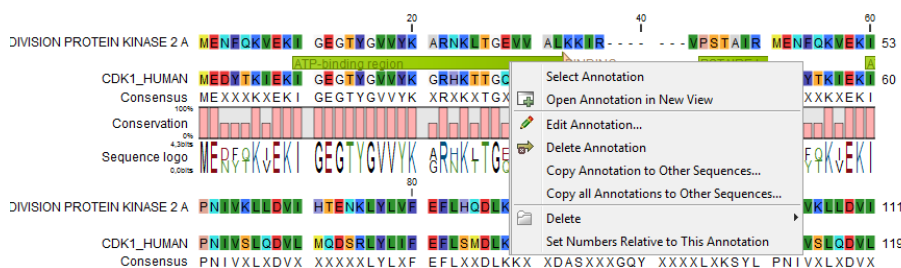 20 40 60
DIVISION PROTEIN KINASE 2 A MENFQKVEKI GEGTYGVVYK ARNKLTGEVV ALKKIR- - - - - VPSTAIR MENFQKVEKI 53
ATP-binding region
CDK1_HUMAN MEDYTKIEKI GEGTYGVVYK GRHKTTGQ YTKIEKI 60
Consensus MEXXXKXEKI GEGTYGVVYK XRXKXTGX XXKXEKI
100%
Conservation
0%
4,3bits
Sequence logo
0,0bits
Select Annotation
Open Annotation in New View
Edit Annotation...
Delete Annotation
Copy Annotation to Other Sequences...
Copy all Annotations to Other Sequences...
Delete
Set Numbers Relative to This Annotation
80
DIVISION PROTEIN KINASE 2 A PNIVKLLDVI HTENKLYLVF EFLHQDLK VKLLDVI 111
CDK1_HUMAN PNIVSLQDVL MQDSRLYLIF EFLSMDLK VSLQDVL 119
Consensus PNIVXLXDVX XXXXXLYLXF EFLXXDLKKX XDASXXXGQY XXXXLXKSYL PNIVXLXDVX